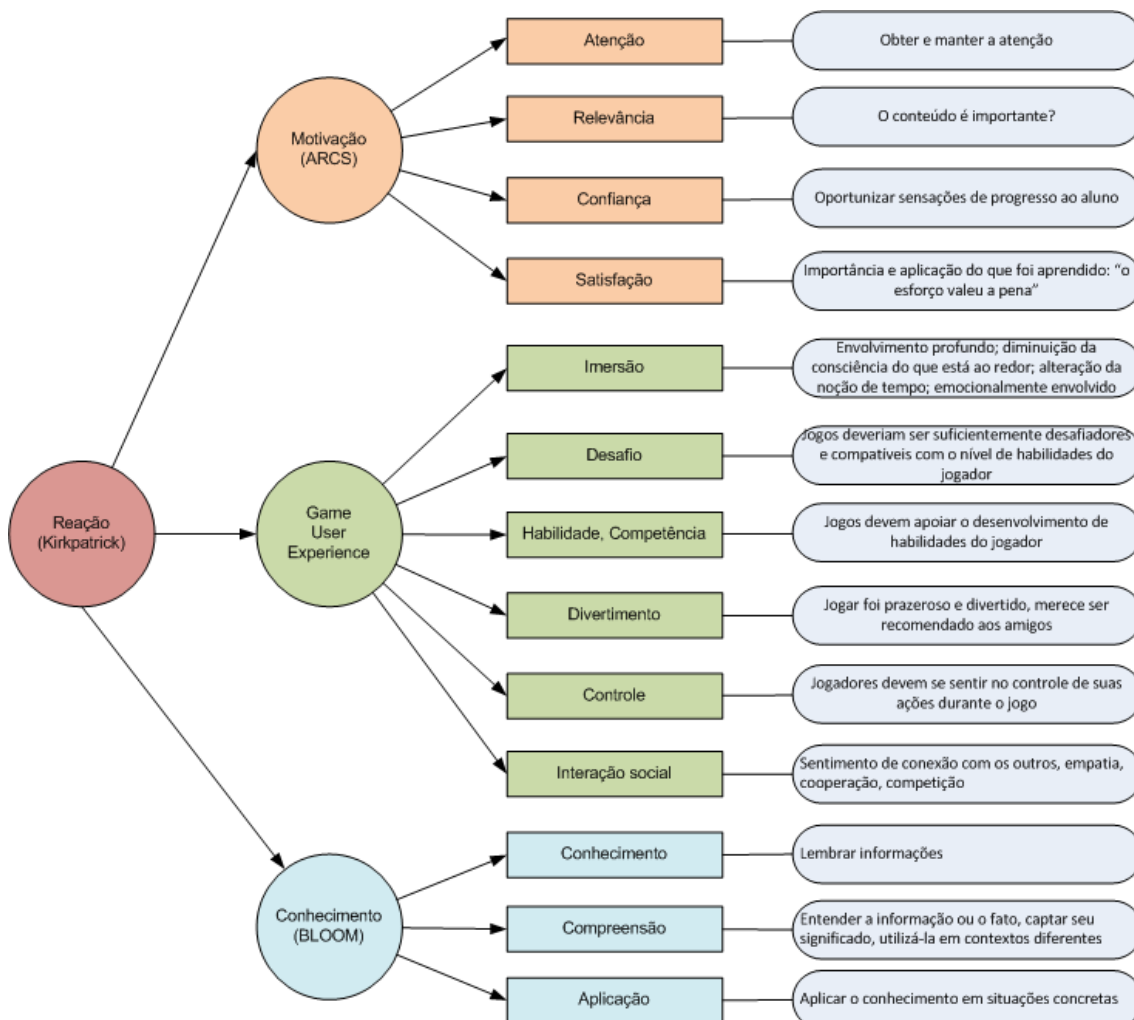 Atenção
Obter e manter a atenção
Relevância
O conteúdo é importante?
Motivação
(ARCS)
Confiança
Oportunizar sensações de progresso ao aluno
Satisfação
Importância e aplicação do que foi aprendido: “o
esforço valeu a pena”
Imersão
Envolvimento profundo; diminuição da
consciência do que está ao redor; alteração da
noção de tempo; emocionalmente envolvido
Desafio
Jogos deveriam ser suficientemente desafiadores
e compatíveis com o nível de habilidades do
jogador
Reação
(Kirkpatrick)
Game
User
Experience
Habilidade, Competência
Jogos devem apoiar o desenvolvimento de
habilidades do jogador
Divertimento
Jogar foi prazeroso e divertido, merece ser
recomendado aos amigos
Controle
Jogadores devem se sentir no controle de suas
ações durante o jogo
Interação social
Sentimento de conexão com os outros, empatia,
cooperação, competição
Conhecimento
(BLOOM)
Conhecimento
Lembrar informações
Compreensão
Entender a informação ou o fato, captar seu
significado, utilizá-la em contextos diferentes
Aplicação
Aplicar o conhecimento em situações concretas